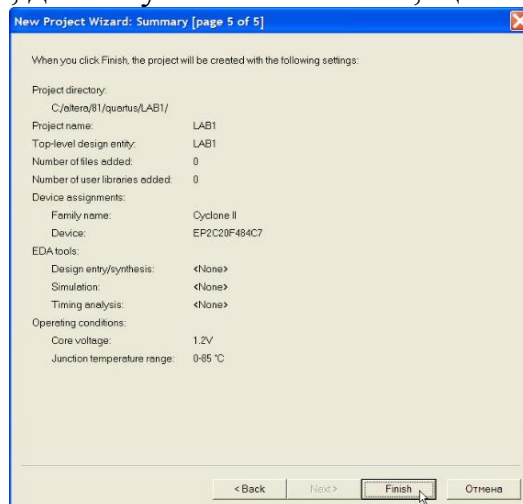 New Project Wizard: Summary [page 5 of 5]
When you click Finish, the project will be created with the following settings:
Project directory:
C:/altera/81/quartus/LAB1/
Project name: LAB1
Top-level design entity: LAB1
Number of files added: 0
Number of user libraries added: 0
Device assignments:
Family name: Cyclone II
Device: EP2C20F484C7
EDA tools:
Design entry/synthesis: <None>
Simulation: <None>
Timing analysis: <None>
Operating conditions:
Core voltage: 1.2V
Junction temperature range: 0-85 °C
< Back Next > Finish Отмена